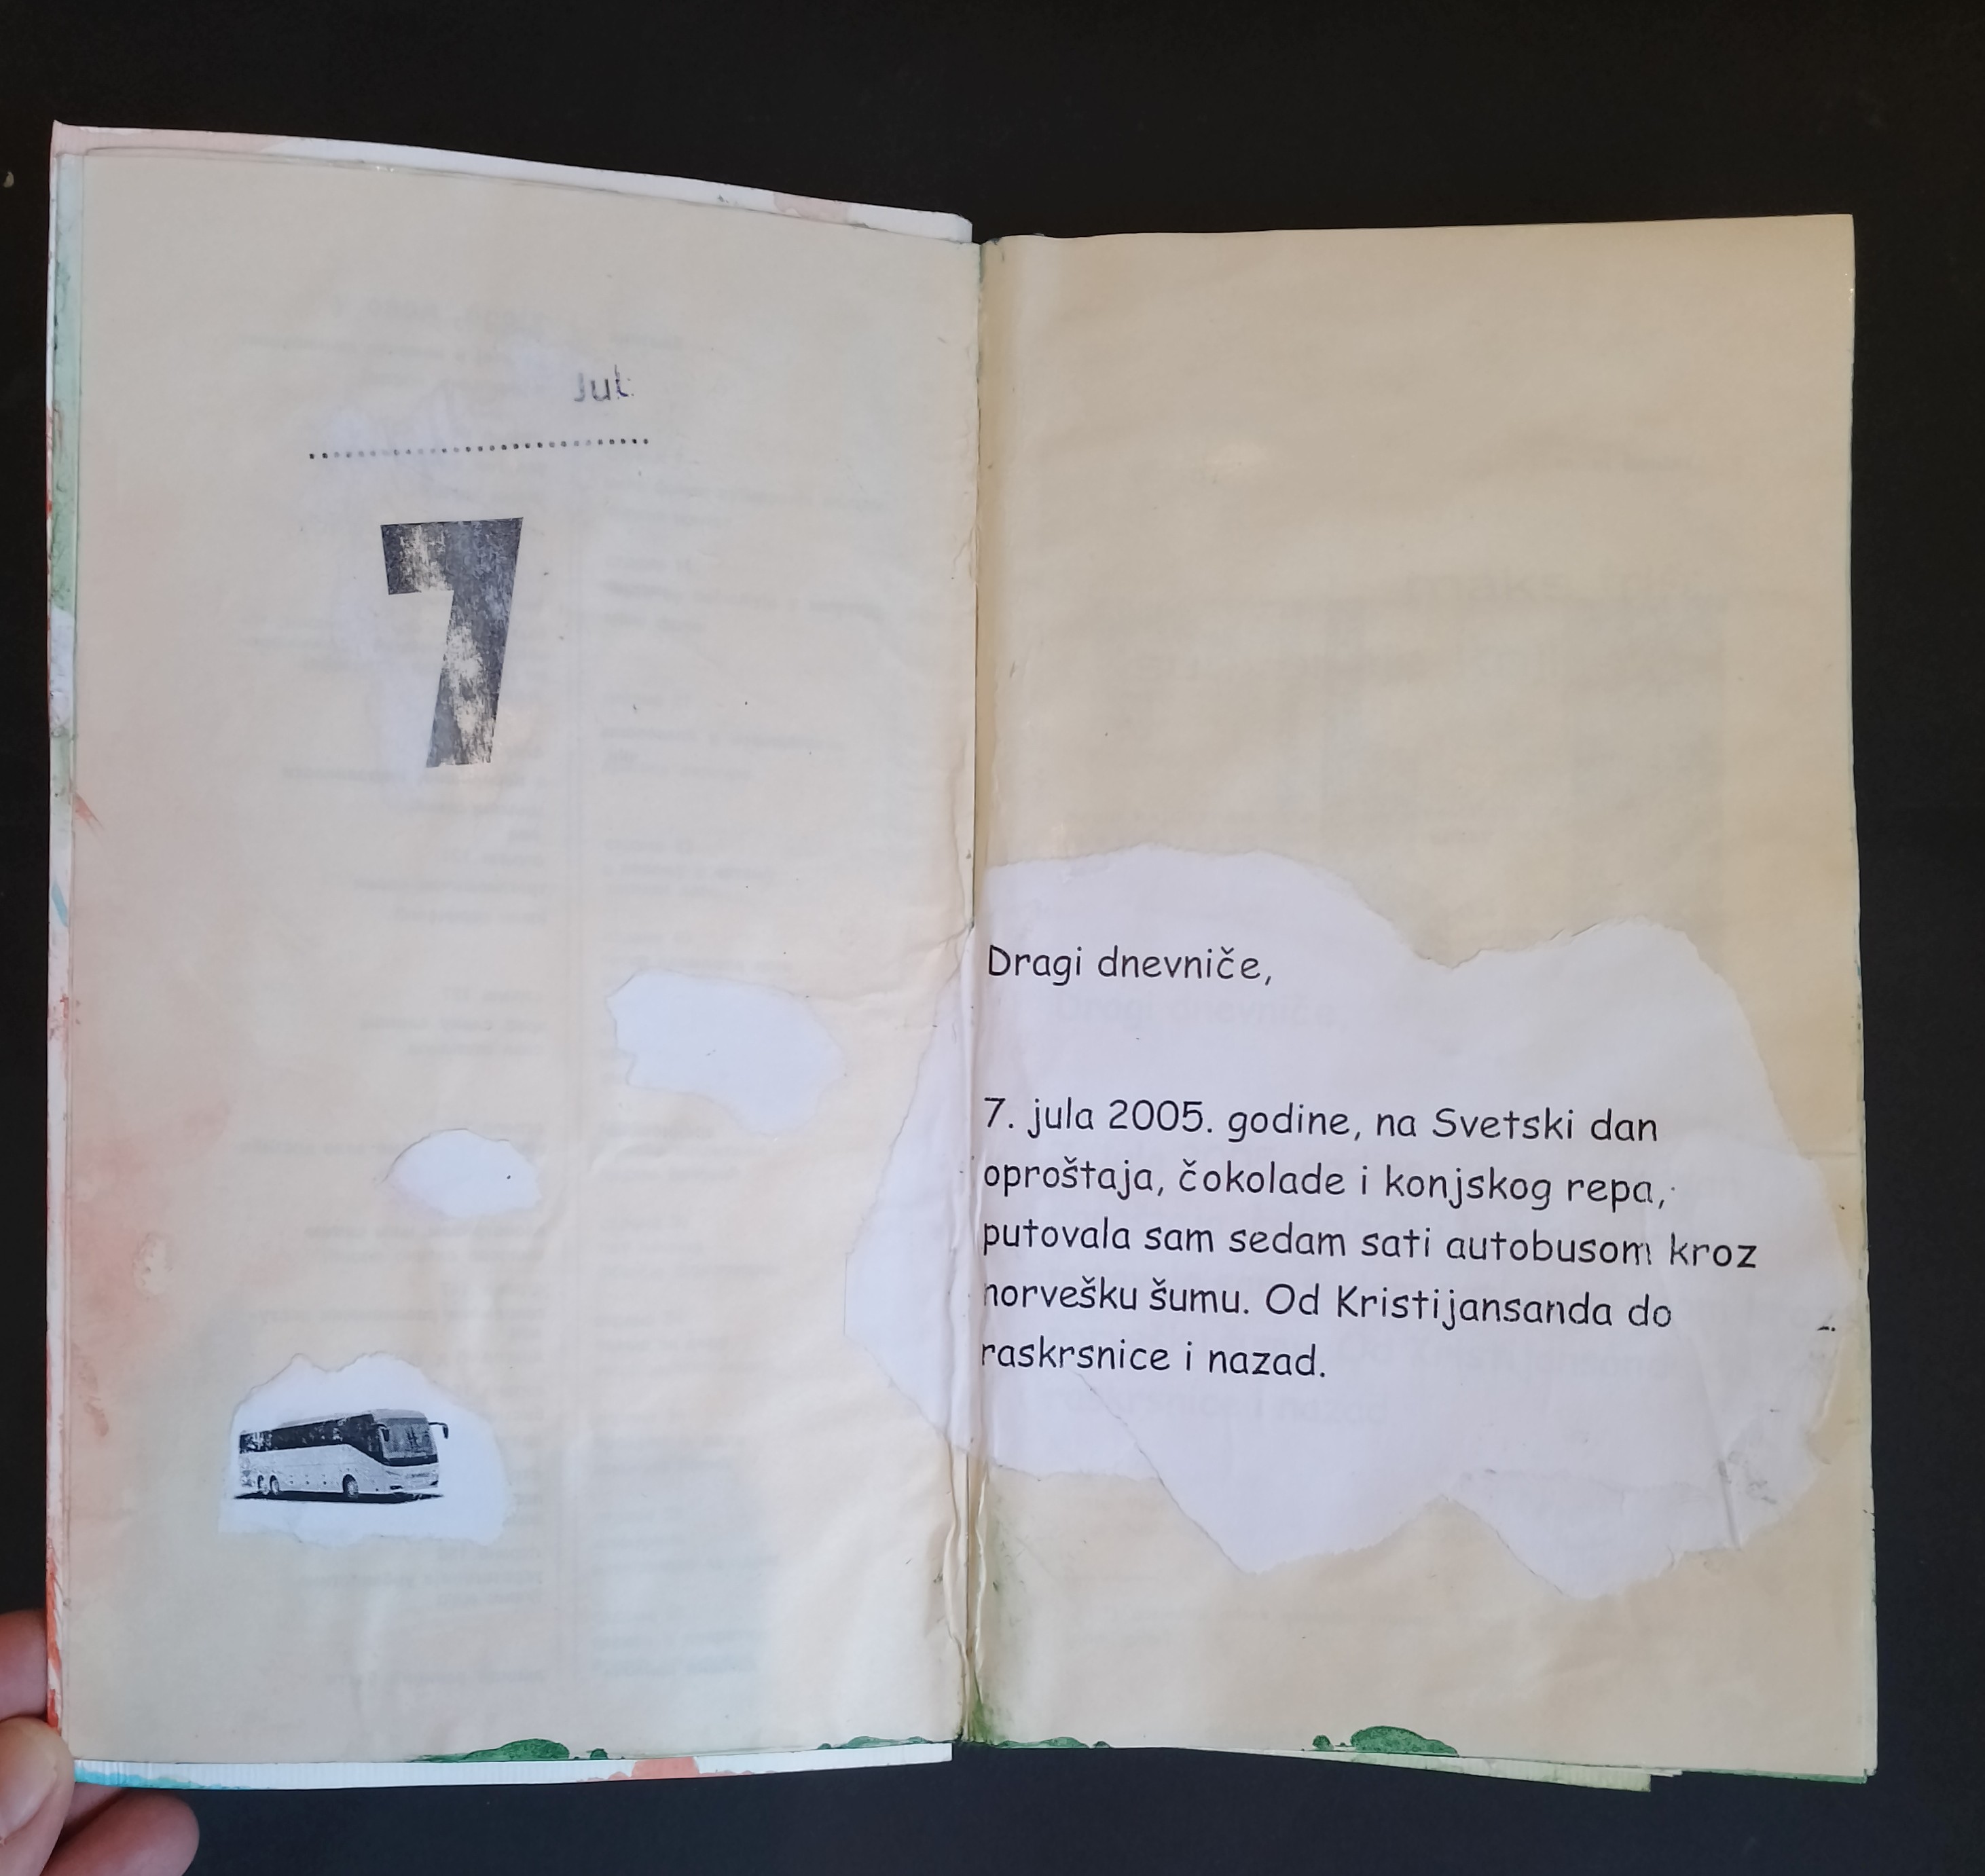 Jul
7
Dragi dnevniče,
7. jula 2005. godine, na Svetski dan
oproštaja, čokolade i konjskog repa,
putovala sam sedam sati autobusom kroz
norvešku šumu. Od Kristijansanda do
raskrsnice i nazad.